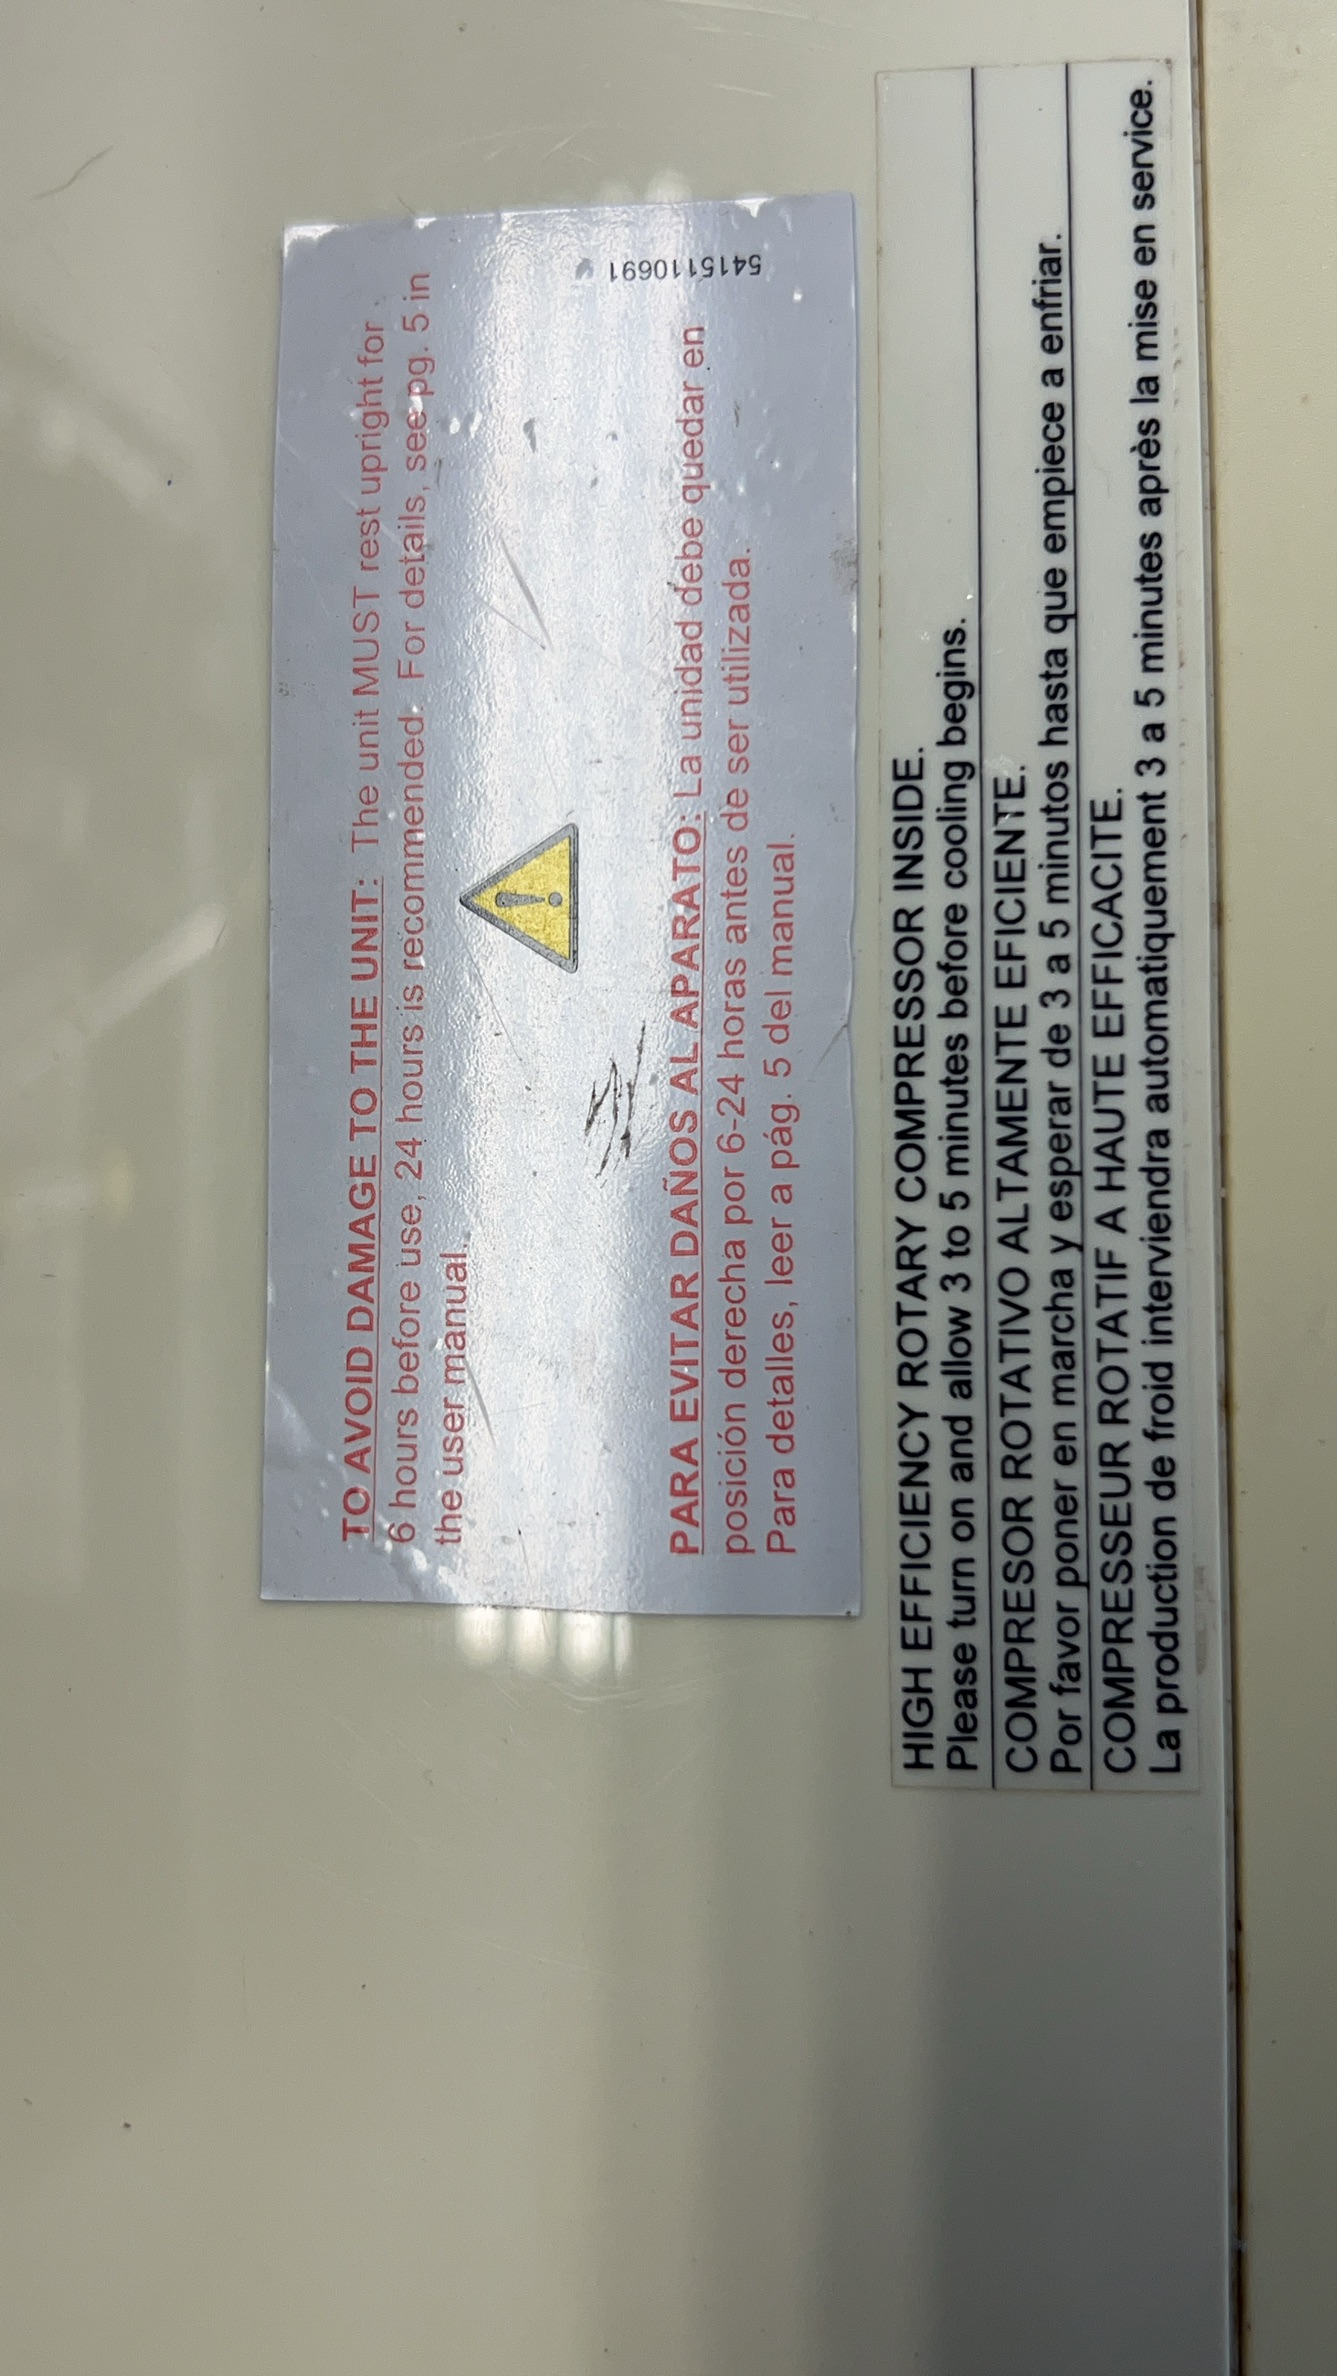 TO AVOID DAMAGE TO THE UNIT: The unit MUST rest upright for
6 hours before use, 24 hours is recommended. For details, see pg. 5 in
the user manual.
PARA EVITAR DAÑOS AL APARATO: La unidad debe quedar en
posición derecha por 6-24 horas antes de ser utilizada.
Para detalles, leer a pág. 5 del manual.
5415110691
HIGH EFFICIENCY ROTARY COMPRESSOR INSIDE.
Please turn on and allow 3 to 5 minutes before cooling begins.
COMPRESOR ROTATIVO ALTAMENTE EFICIENTE.
Por favor poner en marcha y esperar de 3 a 5 minutos hasta que empiece a enfriar.
COMPRESSEUR ROTATIF A HAUTE EFFICACITE.
La production de froid interviendra automatiquement 3 a 5 minutes après la mise en service.